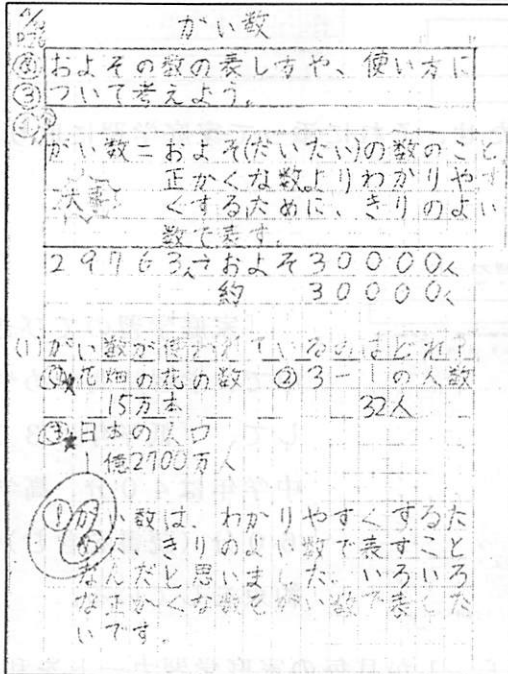 がい数
およその数の表し方や、使い方に
ついて考えよう。
がい数=およそ(だいたい)の数のこと
正かくな数よりわかりやす
大事
くするために、きりのよい
数で表す。
29763人→およそ30000人
約 30000人
(1)がい数が使われているのはどれ?
①花畑の花の数 ②3-1の人数
15万本 32人
③★日本の人口
1億2700万人
がい数は、わかりやすくするた
めに、きりのよい数で表すこと
なんだと思いました。いろいろ
な正かくな数をがい数で表した
いです。